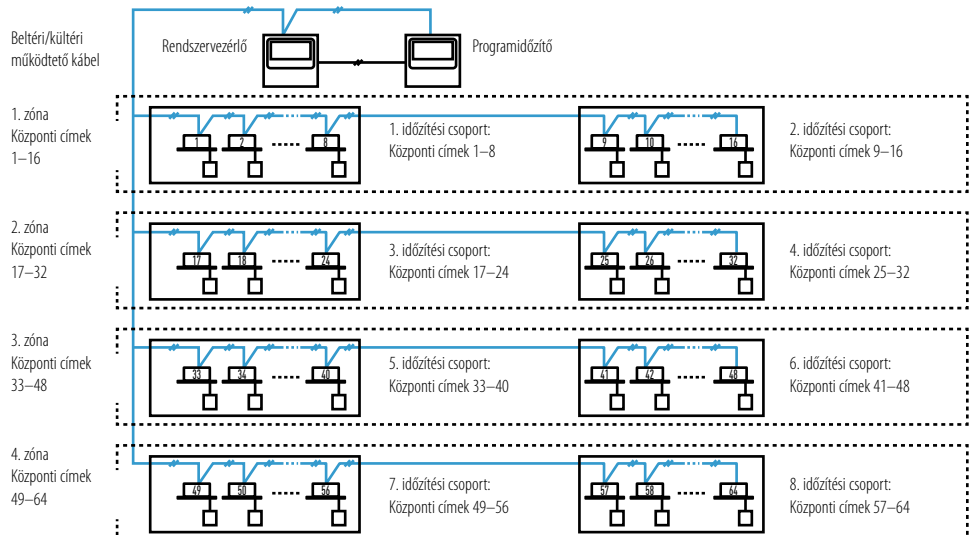 Beltéri/kültéri
működtető kábel
Rendszervezérlő
Programidőzítő
1. zóna
Központi címek
1–16
1 2 8
1. időzítési csoport:
Központi címek 1–8
9 10 16
2. időzítési csoport:
Központi címek 9–16
2. zóna
Központi címek
17–32
17 18 24
3. időzítési csoport:
Központi címek 17–24
25 26 32
4. időzítési csoport:
Központi címek 25–32
3. zóna
Központi címek
33–48
33 34 40
5. időzítési csoport:
Központi címek 33–40
41 42 48
6. időzítési csoport:
Központi címek 41–48
4. zóna
Központi címek
49–64
49 50 56
7. időzítési csoport:
Központi címek 49–56
57 58 64
8. időzítési csoport:
Központi címek 57–64